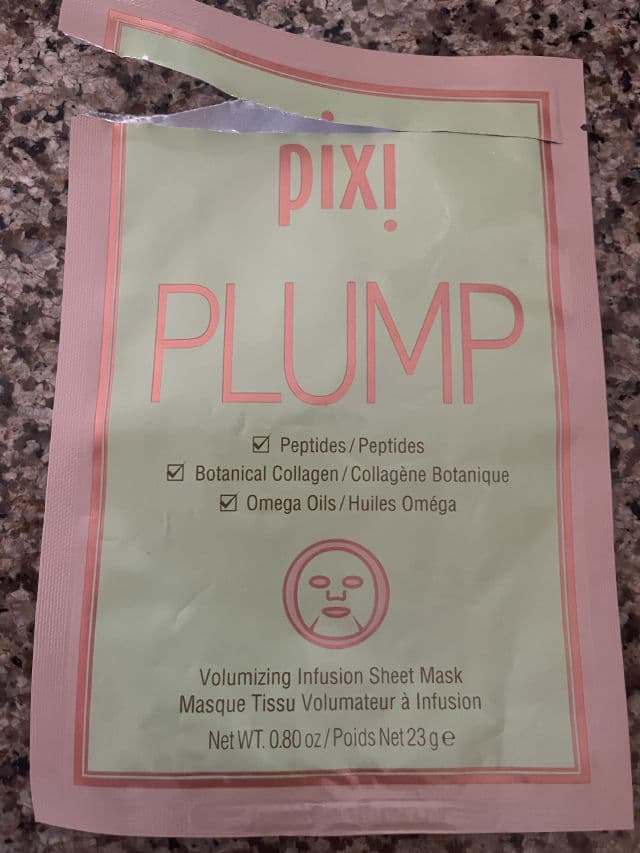 pixi
PLUMP
Peptides/Peptides
Botanical Collagen/Collagène Botanique
Omega Oils/Huiles Oméga
Volumizing Infusion Sheet Mask
Masque Tissu Volumateur à Infusion
Net WT. 0.80 oz/Poids Net 23 g e